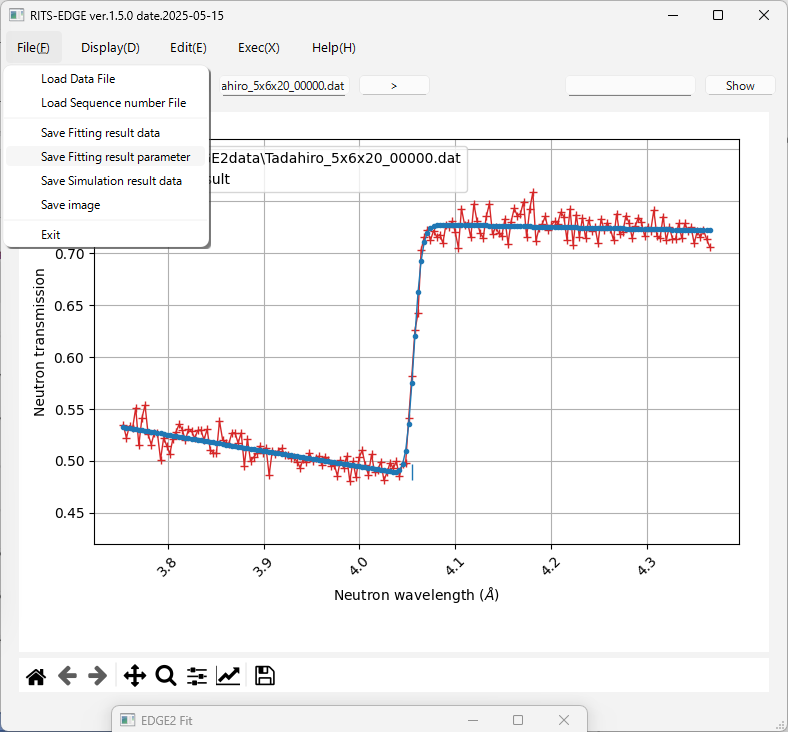 RITS-EDGE ver.1.5.0 date.2025-05-15
File(F) Display(D) Edit(E) Exec(X) Help(H)
Load Data File
Load Sequence number File
Save Fitting result data
Save Fitting result parameter
Save Simulation result data
Save image
Exit
ahiro_5x6x20_00000.dat > Show
E2data\Tadahiro_5x6x20_00000.dat
sult
0.70
0.65
0.60
0.55
0.50
0.45
Neutron transmission
3.8 3.9 4.0 4.1 4.2 4.3
Neutron wavelength (Å)
EDGE2 Fit